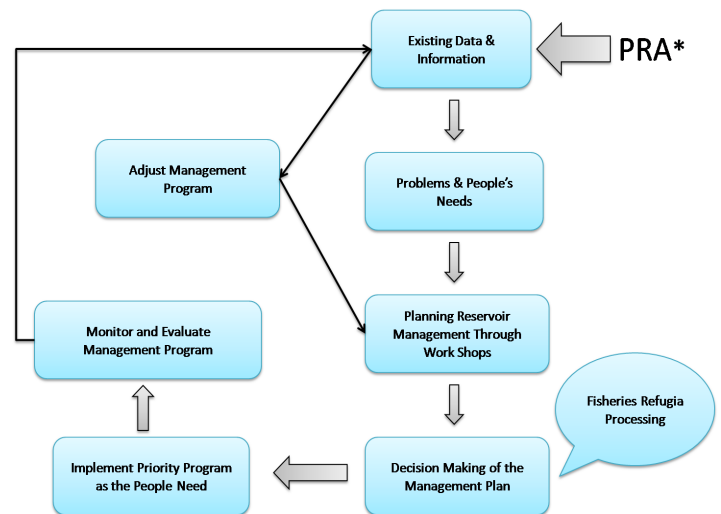 Existing Data &
Information
PRA*
Adjust Management
Program
Problems & People's
Needs
Planning Reservoir
Management Through
Work Shops
Monitor and Evaluate
Management Program
Fisheries Refugia
Processing
Implement Priority Program
as the People Need
Decision Making of the
Management Plan